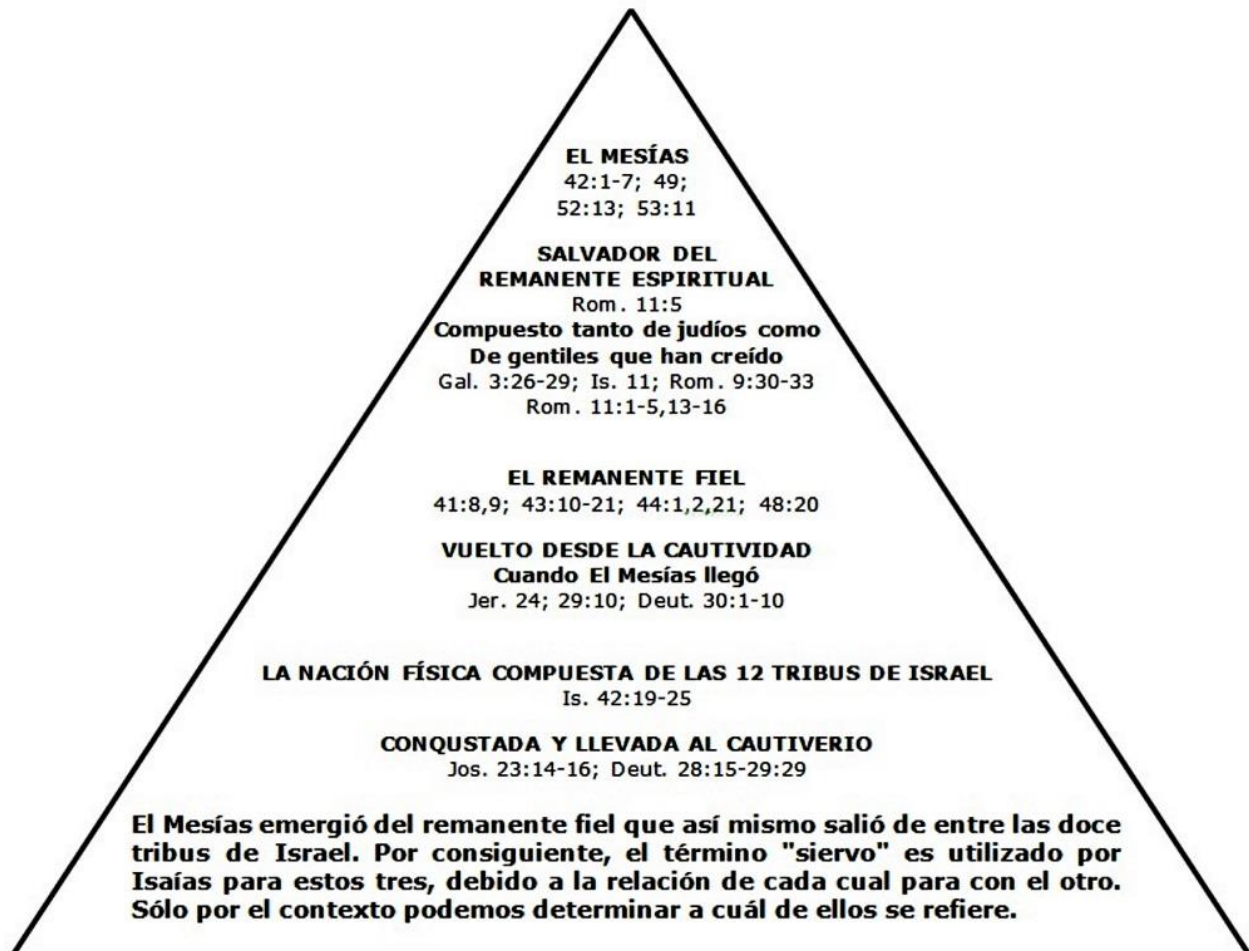 EL MESÍAS
42:1-7; 49;
52:13; 53:11
SALVADOR DEL
REMANENTE ESPIRITUAL
Rom. 11:5
Compuesto tanto de judíos como
De gentiles que han creído
Gal. 3:26-29; Is. 11; Rom. 9:30-33
Rom. 11:1-5,13-16
EL REMANENTE FIEL
41:8,9; 43:10-21; 44:1,2,21; 48:20
VUELTO DESDE LA CAUTIVIDAD
Cuando El Mesías llegó
Jer. 24; 29:10; Deut. 30:1-10
LA NACIÓN FÍSICA COMPUESTA DE LAS 12 TRIBUS DE ISRAEL
Is. 42:19-25
CONQUSTADA Y LLEVADA AL CAUTIVERIO
Jos. 23:14-16; Deut. 28:15-29:29
El Mesías emergió del remanente fiel que así mismo salió de entre las doce
tribus de Israel. Por consiguiente, el término "siervo" es utilizado por
Isaías para estos tres, debido a la relación de cada cual para con el otro.
Sólo por el contexto podemos determinar a cuál de ellos se refiere.